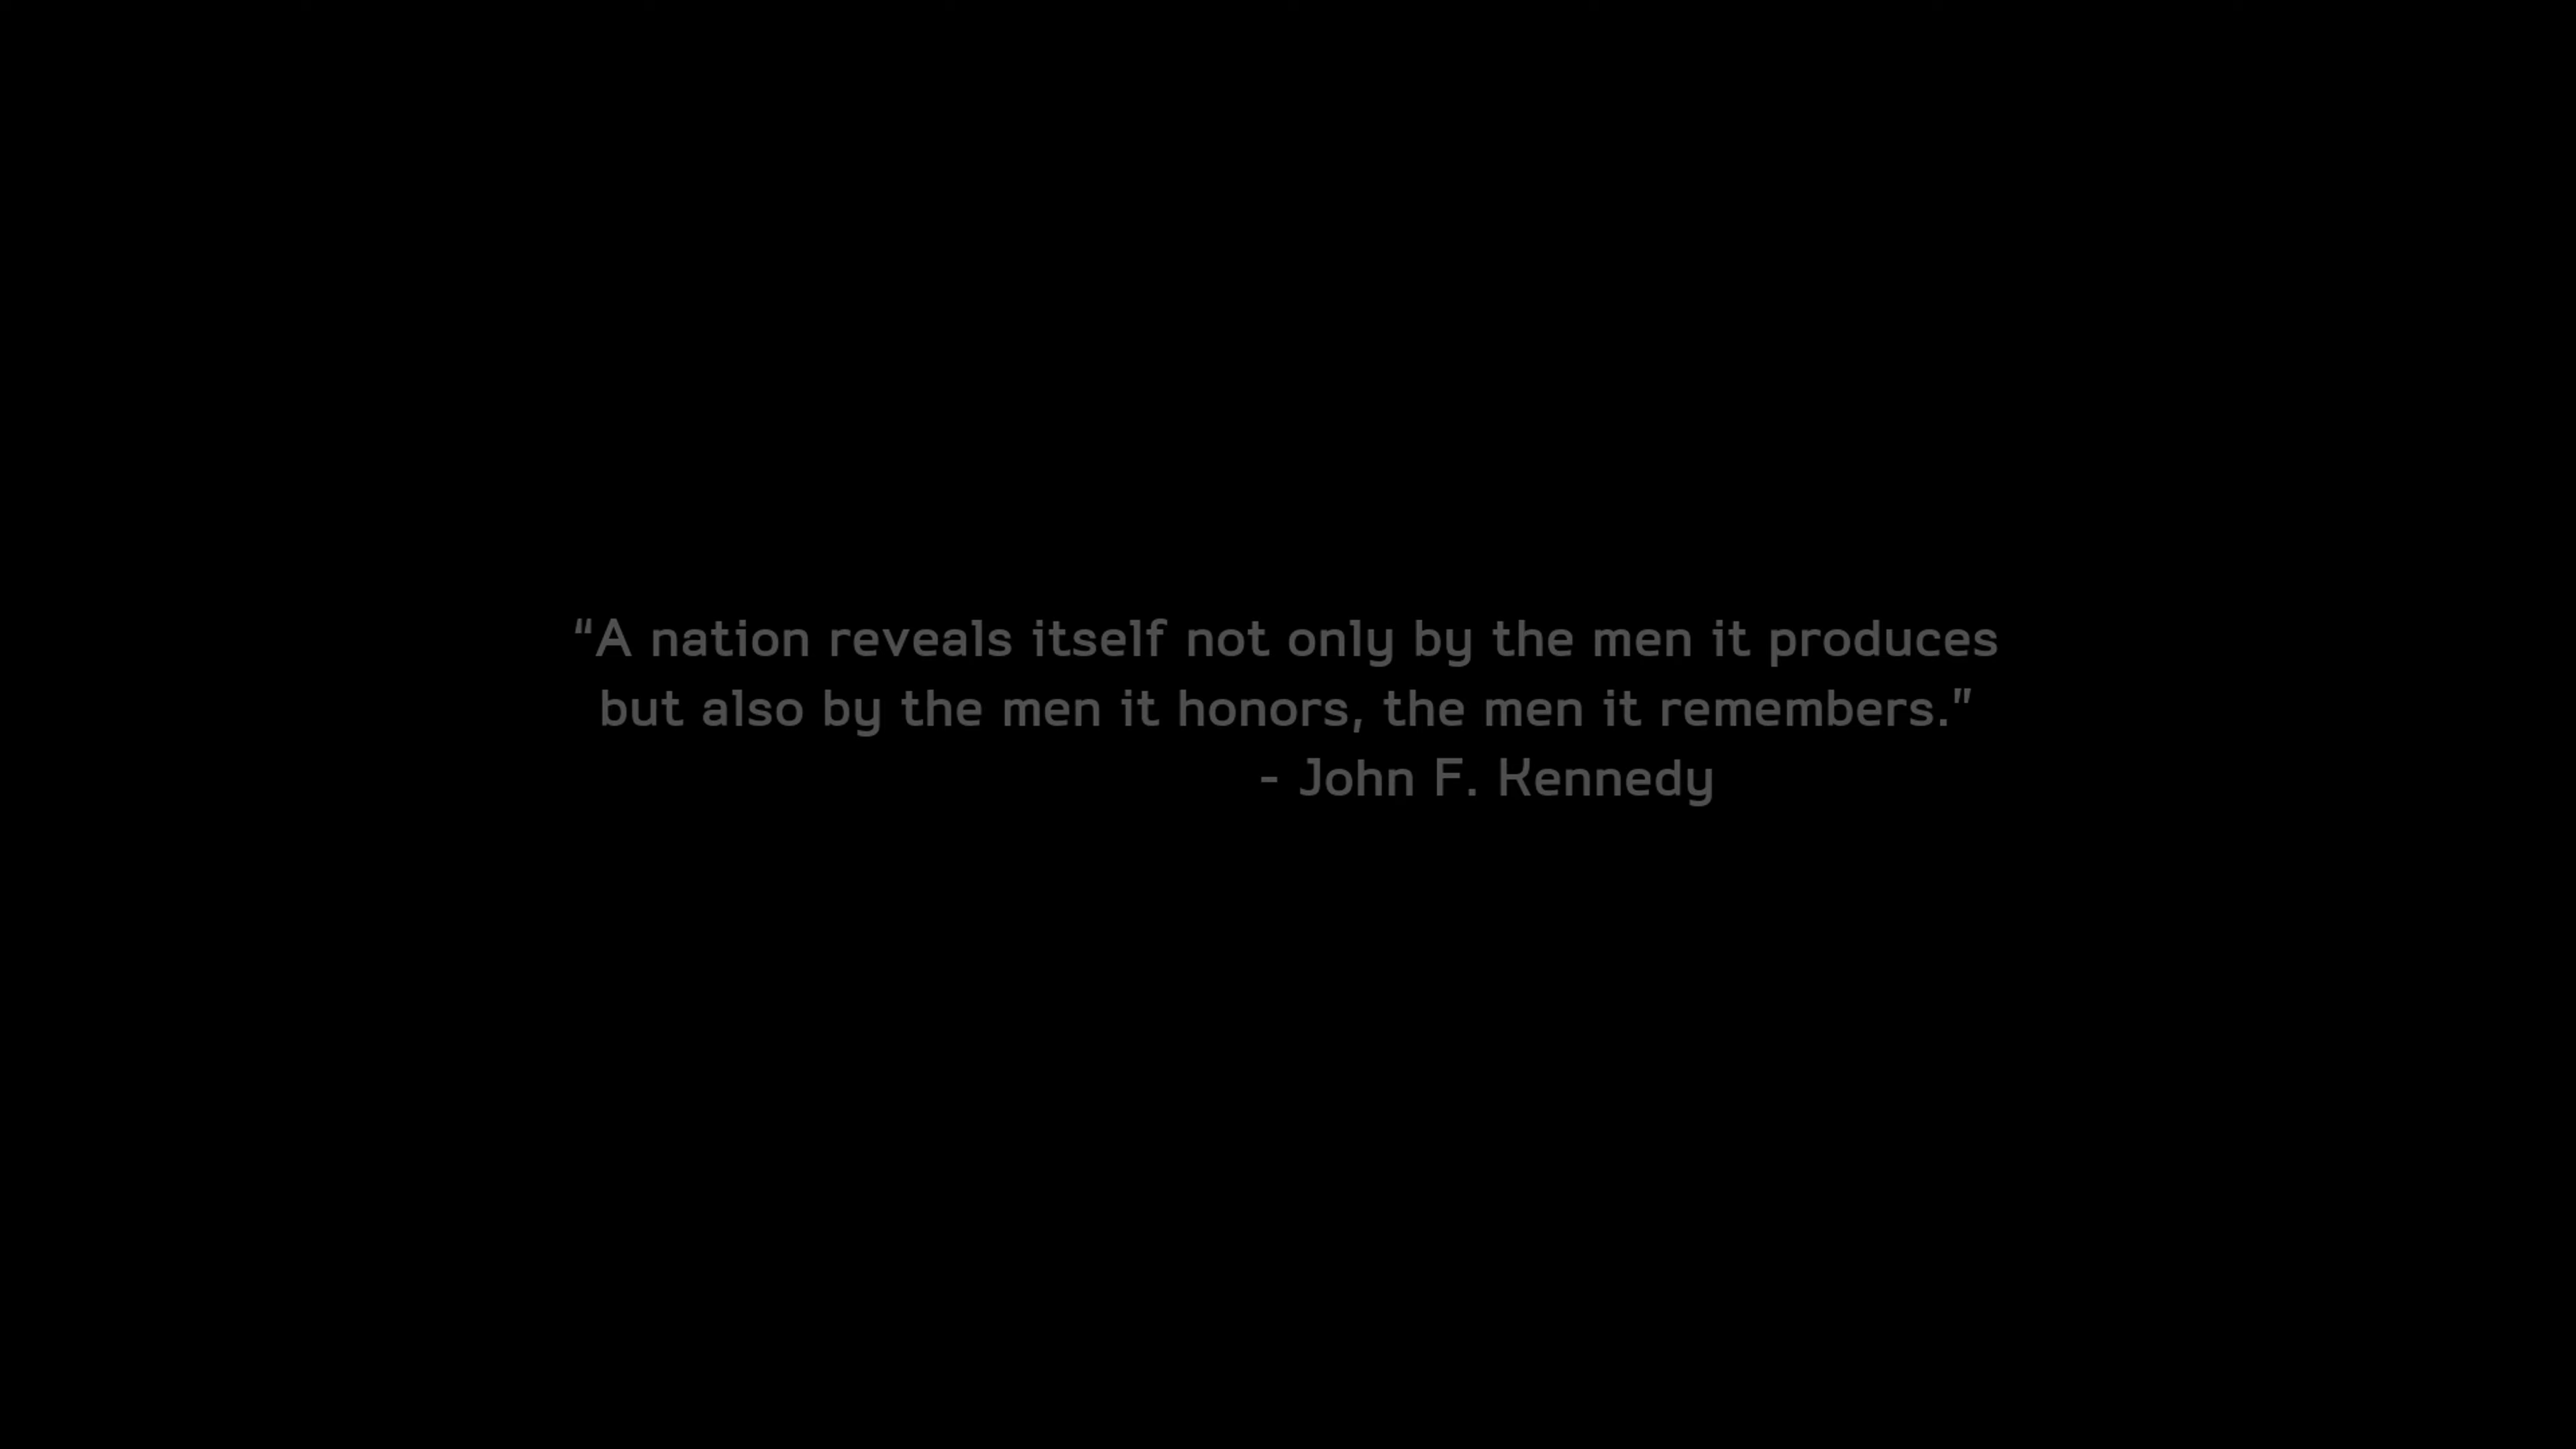 “A nation reveals itself not only by the men it produces
but also by the men it honors, the men it remembers.”
- John F. Kennedy